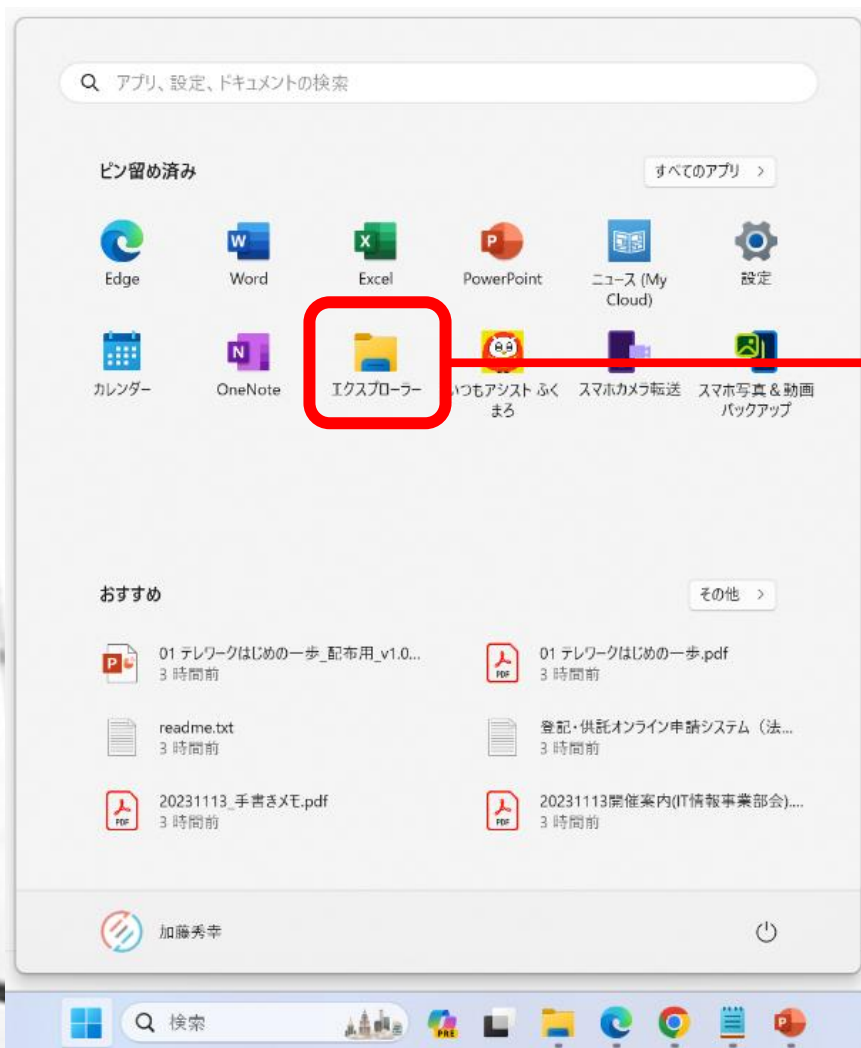 アプリ、設定、ドキュメントの検索
ピン留め済み
すべてのアプリ >
Edge
Word
Excel
PowerPoint
ニュース (My
Cloud)
設定
カレンダー
OneNote
エクスプローラー
いつもアシスト ふく
まろ
スマホカメラ転送
スマホ写真&動画
バックアップ
おすすめ
その他 >
01 テレワークはじめの一歩_配布用_v1.0...
3 時間前
01 テレワークはじめの一歩.pdf
3 時間前
readme.txt
3 時間前
登記・供託オンライン申請システム（法...
3 時間前
20231113_手書きメモ.pdf
3 時間前
20231113開催案内(IT情報事業部会)....
3 時間前
加藤秀幸
検索
PRE